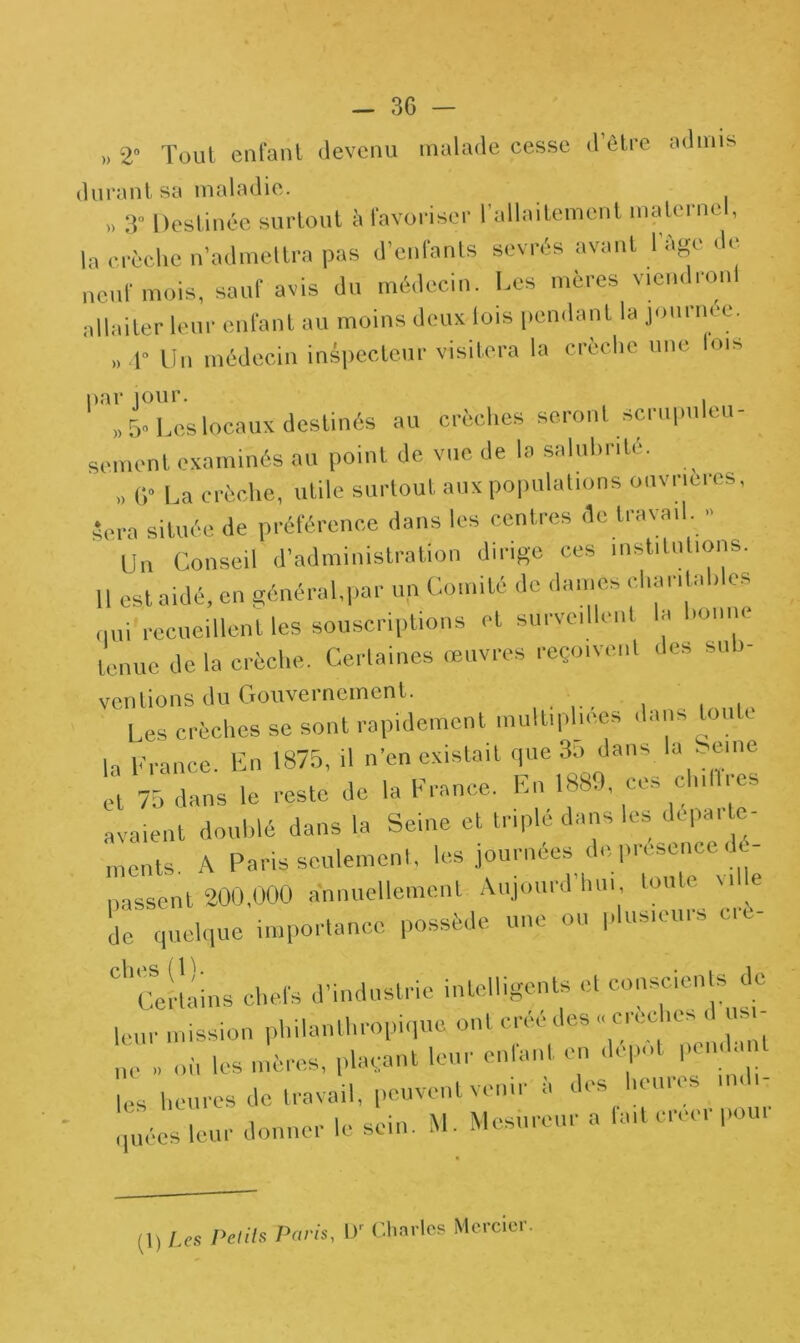 — 36 —
» 2° Tout enfant devenu malade cesse d'être admis
durant sa maladie.
» 3° Destinée surtout à favoriser l'allaitement maternel,
la crèche n'admettra pas d'enfants sevrés avant l'âge de
neuf mois, sauf avis du médecin. Les mères viendront
allaiter leur enfant au moins deux fois pendant la journée.
» 4° Un médecin inspecteur visitera la crèche une fois
par jour.
» 5° Les locaux destinés au crèches seront scrupuleu-
sement examinés au point de vue de la salubrité.
» 6° La crèche, utile surtout aux populations ouvrières,
sera située de préférence dans les centres de travail. »
Un Conseil d'administration dirige ces institutions.
Il est aidé, en général, par un Comité de dames charitables
qui recueillent les souscriptions et surveillent la bonne
tenue de la crèche. Certaines œuvres reçoivent des sub-
ventions du Gouvernement.
Les crèches se sont rapidement multipliées dans toute
la France. En 1875, il n'en existait que 35 dans la Seine
et 75 dans le reste de la France. En 1889, ces chiffres
avaient doublé dans la Seine et triplé dans les départe-
ments. A Paris seulement, les journées de présence dé-
passent 200,000 annuellement. Aujourd'hui, toute ville
de quelque importance possède une ou plusieurs crè-
ches (1).
Certains chefs d'industrie intelligents et conscients de
leur mission philanthropique ont créé des « crèches d'usi-
ne » où les mères, plaçant leur enfant en dépôt pendant
les heures de travail, peuvent venir à des heures indi-
quées leur donner le sein. M. Mesureur a fait créer pour
(1) Les Petits Paris, Dr Charles Mercier.